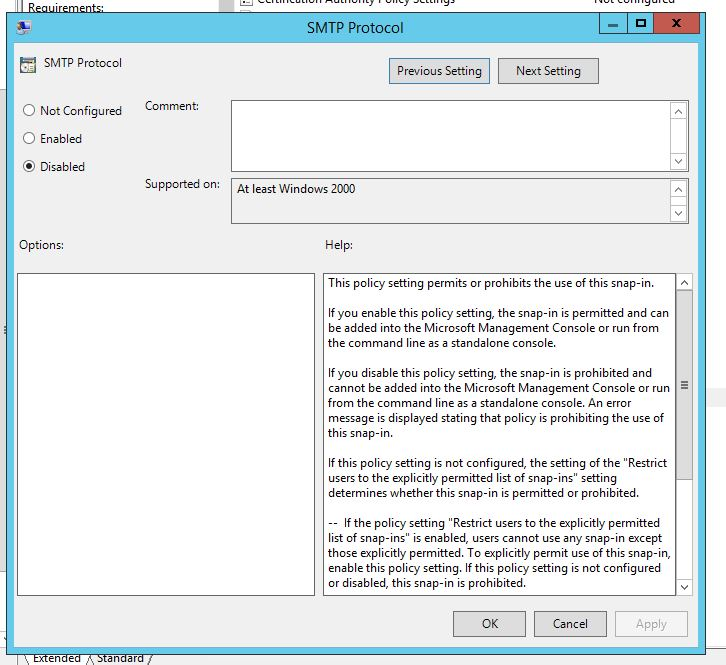 Requirements:
Certification Authority Policy Settings
Not configured
SMTP Protocol
SMTP Protocol
Previous Setting
Next Setting
Not Configured
Comment:
Enabled
Disabled
Supported on:
At least Windows 2000
Options:
Help:
This policy setting permits or prohibits the use of this snap-in.
If you enable this policy setting, the snap-in is permitted and can
be added into the Microsoft Management Console or run from
the command line as a standalone console.
If you disable this policy setting, the snap-in is prohibited and
cannot be added into the Microsoft Management Console or run
from the command line as a standalone console. An error
message is displayed stating that policy is prohibiting the use of
this snap-in.
If this policy setting is not configured, the setting of the "Restrict
users to the explicitly permitted list of snap-ins" setting
determines whether this snap-in is permitted or prohibited.
-- If the policy setting "Restrict users to the explicitly permitted
list of snap-ins" is enabled, users cannot use any snap-in except
those explicitly permitted. To explicitly permit use of this snap-in,
enable this policy setting. If this policy setting is not configured
or disabled, this snap-in is prohibited.
OK
Cancel
Apply
Extended
Standard